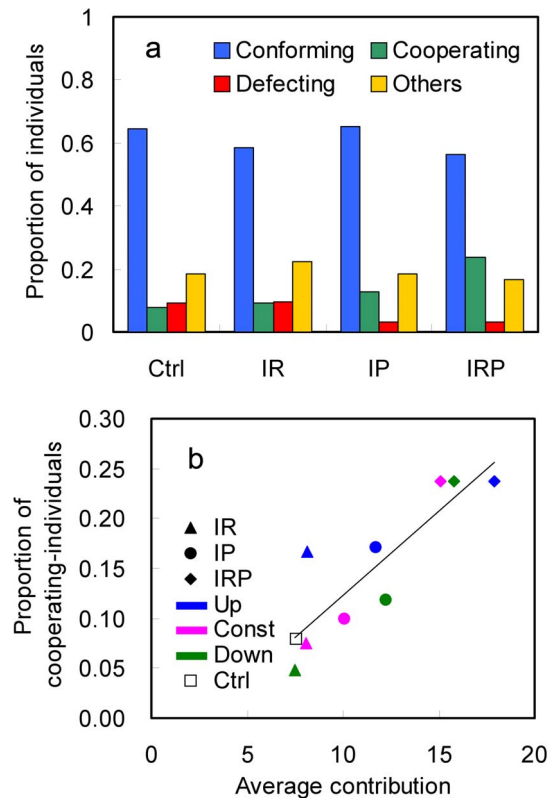 1
a
Conforming Cooperating
Defecting Others
0.8
0.6
0.4
0.2
0
Proportion of individuals
Ctrl IR IP IRP
0.30
b
0.25
0.20
0.15
0.10
0.05
0.00
Proportion of
cooperating-individuals
IR
IP
IRP
Up
Const
Down
Ctrl
0 5 10 15 20
Average contribution